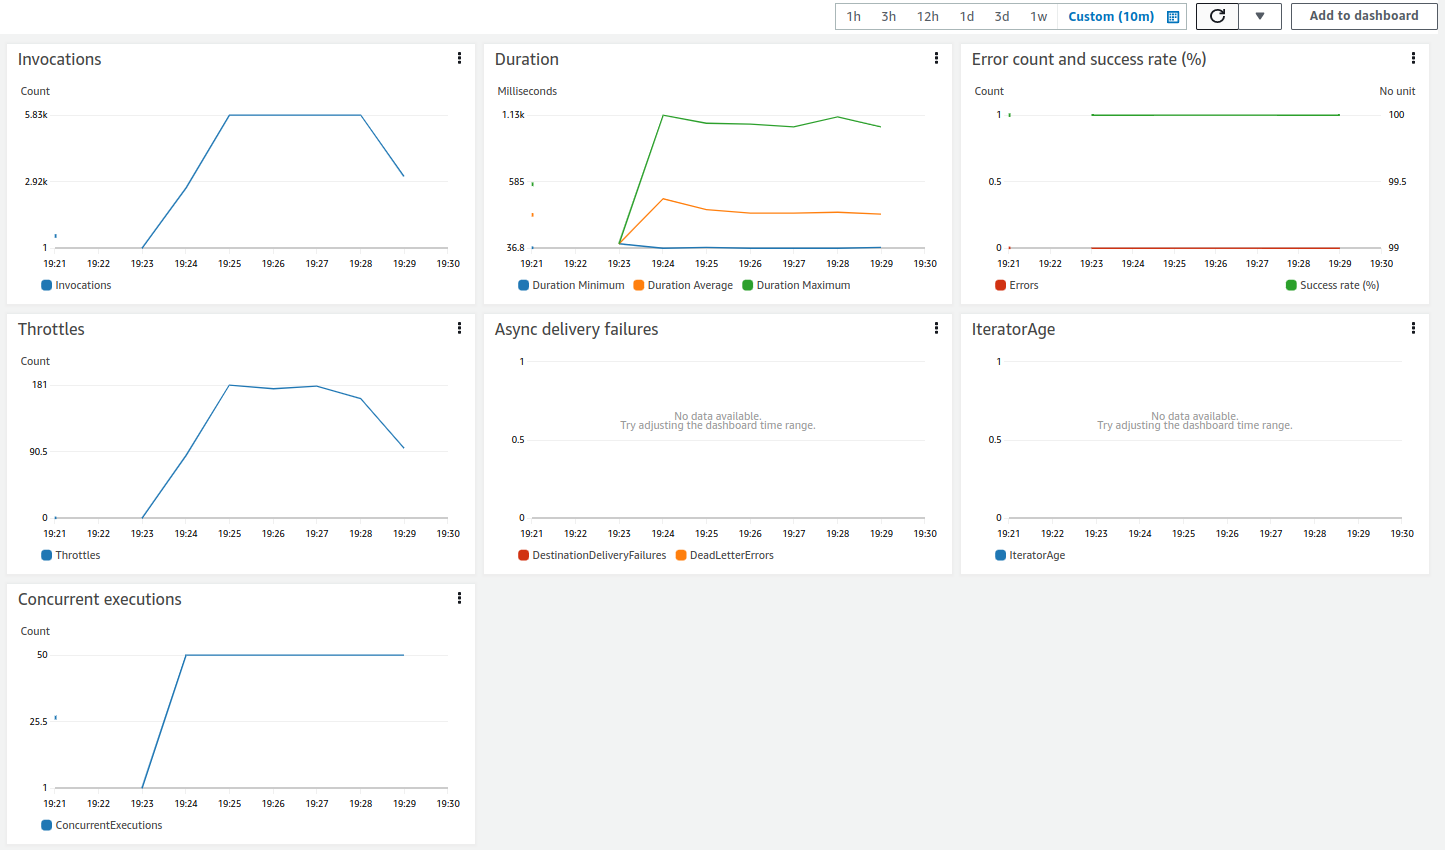 1h 3h 12h 1d 3d 1w Custom (10m) Add to dashboard
Invocations
Count
5.83k
2.92k
1
19:21 19:22 19:23 19:24 19:25 19:26 19:27 19:28 19:29 19:30
Invocations
Duration
Milliseconds
1.13k
585
36.8
19:21 19:22 19:23 19:24 19:25 19:26 19:27 19:28 19:29 19:30
Duration Minimum Duration Average Duration Maximum
Error count and success rate (%)
Count No unit
1 100
0.5 99.5
0 99
19:21 19:22 19:23 19:24 19:25 19:26 19:27 19:28 19:29 19:30
Errors Success rate (%)
Throttles
Count
181
90.5
0
19:21 19:22 19:23 19:24 19:25 19:26 19:27 19:28 19:29 19:30
Throttles
Async delivery failures
1
No data available.
Try adjusting the dashboard time range.
0.5
0
19:21 19:22 19:23 19:24 19:25 19:26 19:27 19:28 19:29 19:30
DestinationDeliveryFailures DeadLetterErrors
IteratorAge
1
No data available.
Try adjusting the dashboard time range.
0.5
0
19:21 19:22 19:23 19:24 19:25 19:26 19:27 19:28 19:29 19:30
IteratorAge
Concurrent executions
Count
50
25.5
1
19:21 19:22 19:23 19:24 19:25 19:26 19:27 19:28 19:29 19:30
ConcurrentExecutions